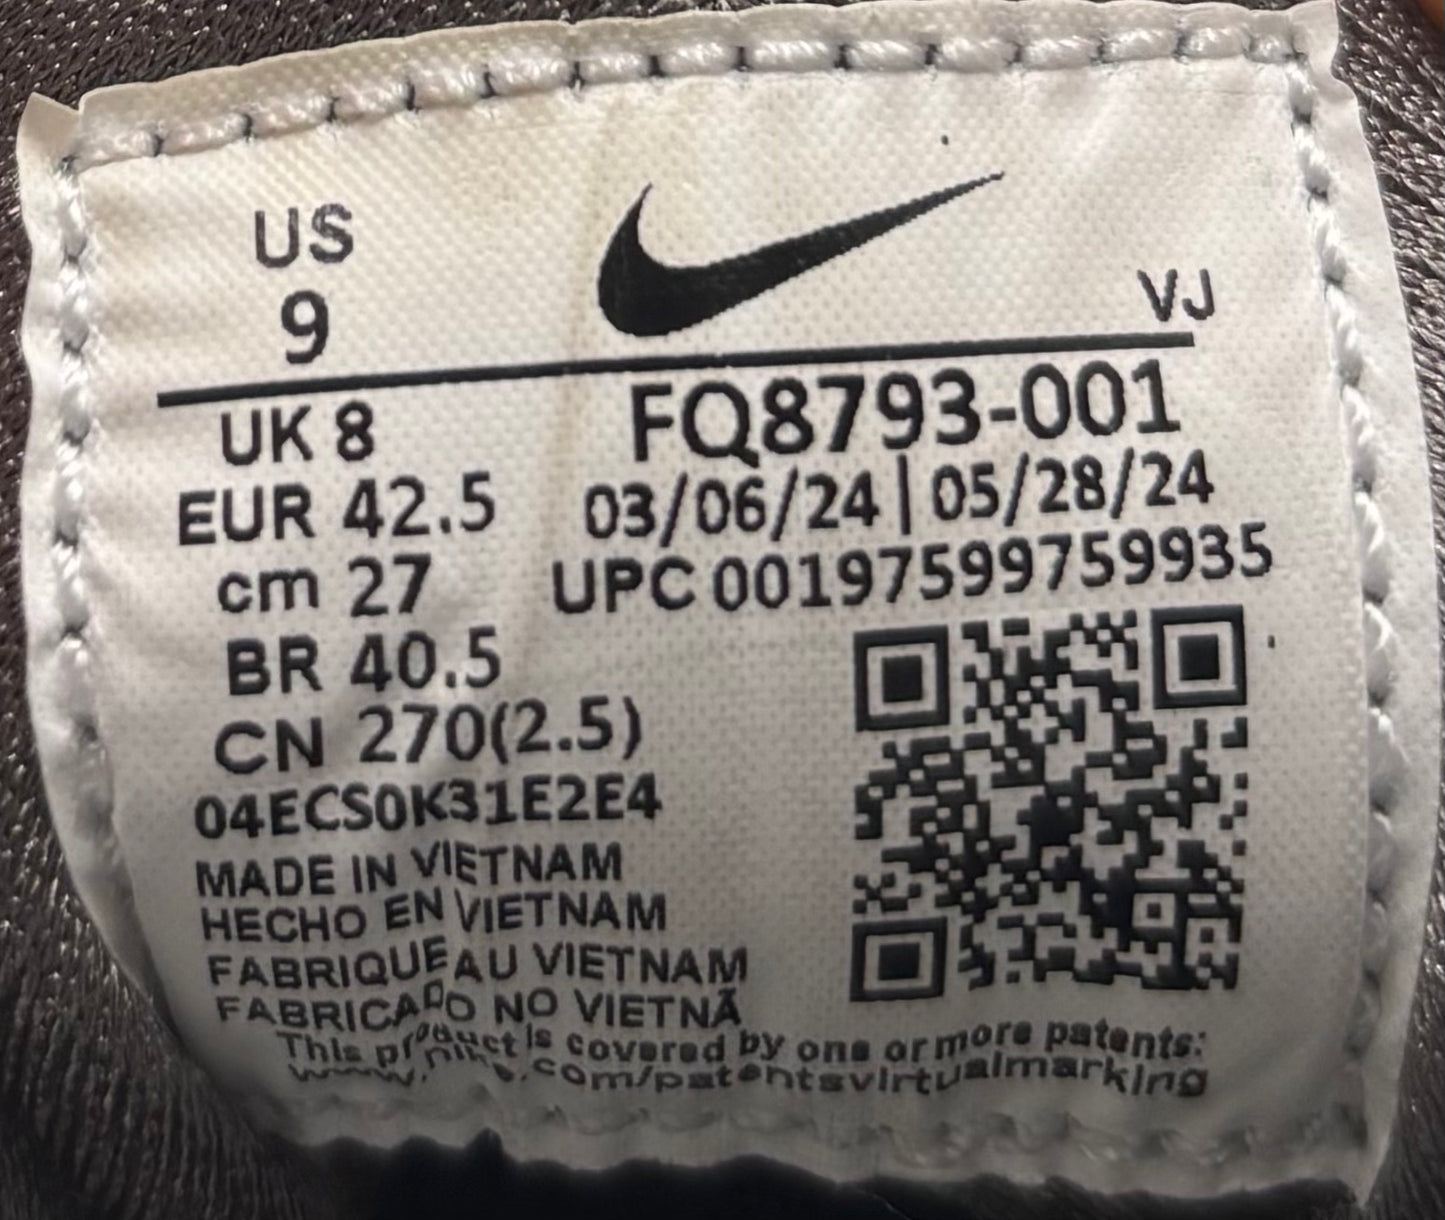 US
9
VJ
UK 8
EUR 42.5
cm 27
BR 40.5
CN 270(2.5)
04ECS0K31E2E4
FQ8793-001
03/06/24|05/28/24
UPC 00197599759935
MADE IN VIETNAM
HECHO EN VIETNAM
FABRIQUE AU VIETNAM
FABRICADO NO VIETNÃ
This product is covered by one or more patents:
.com/patentsvirtualmarking